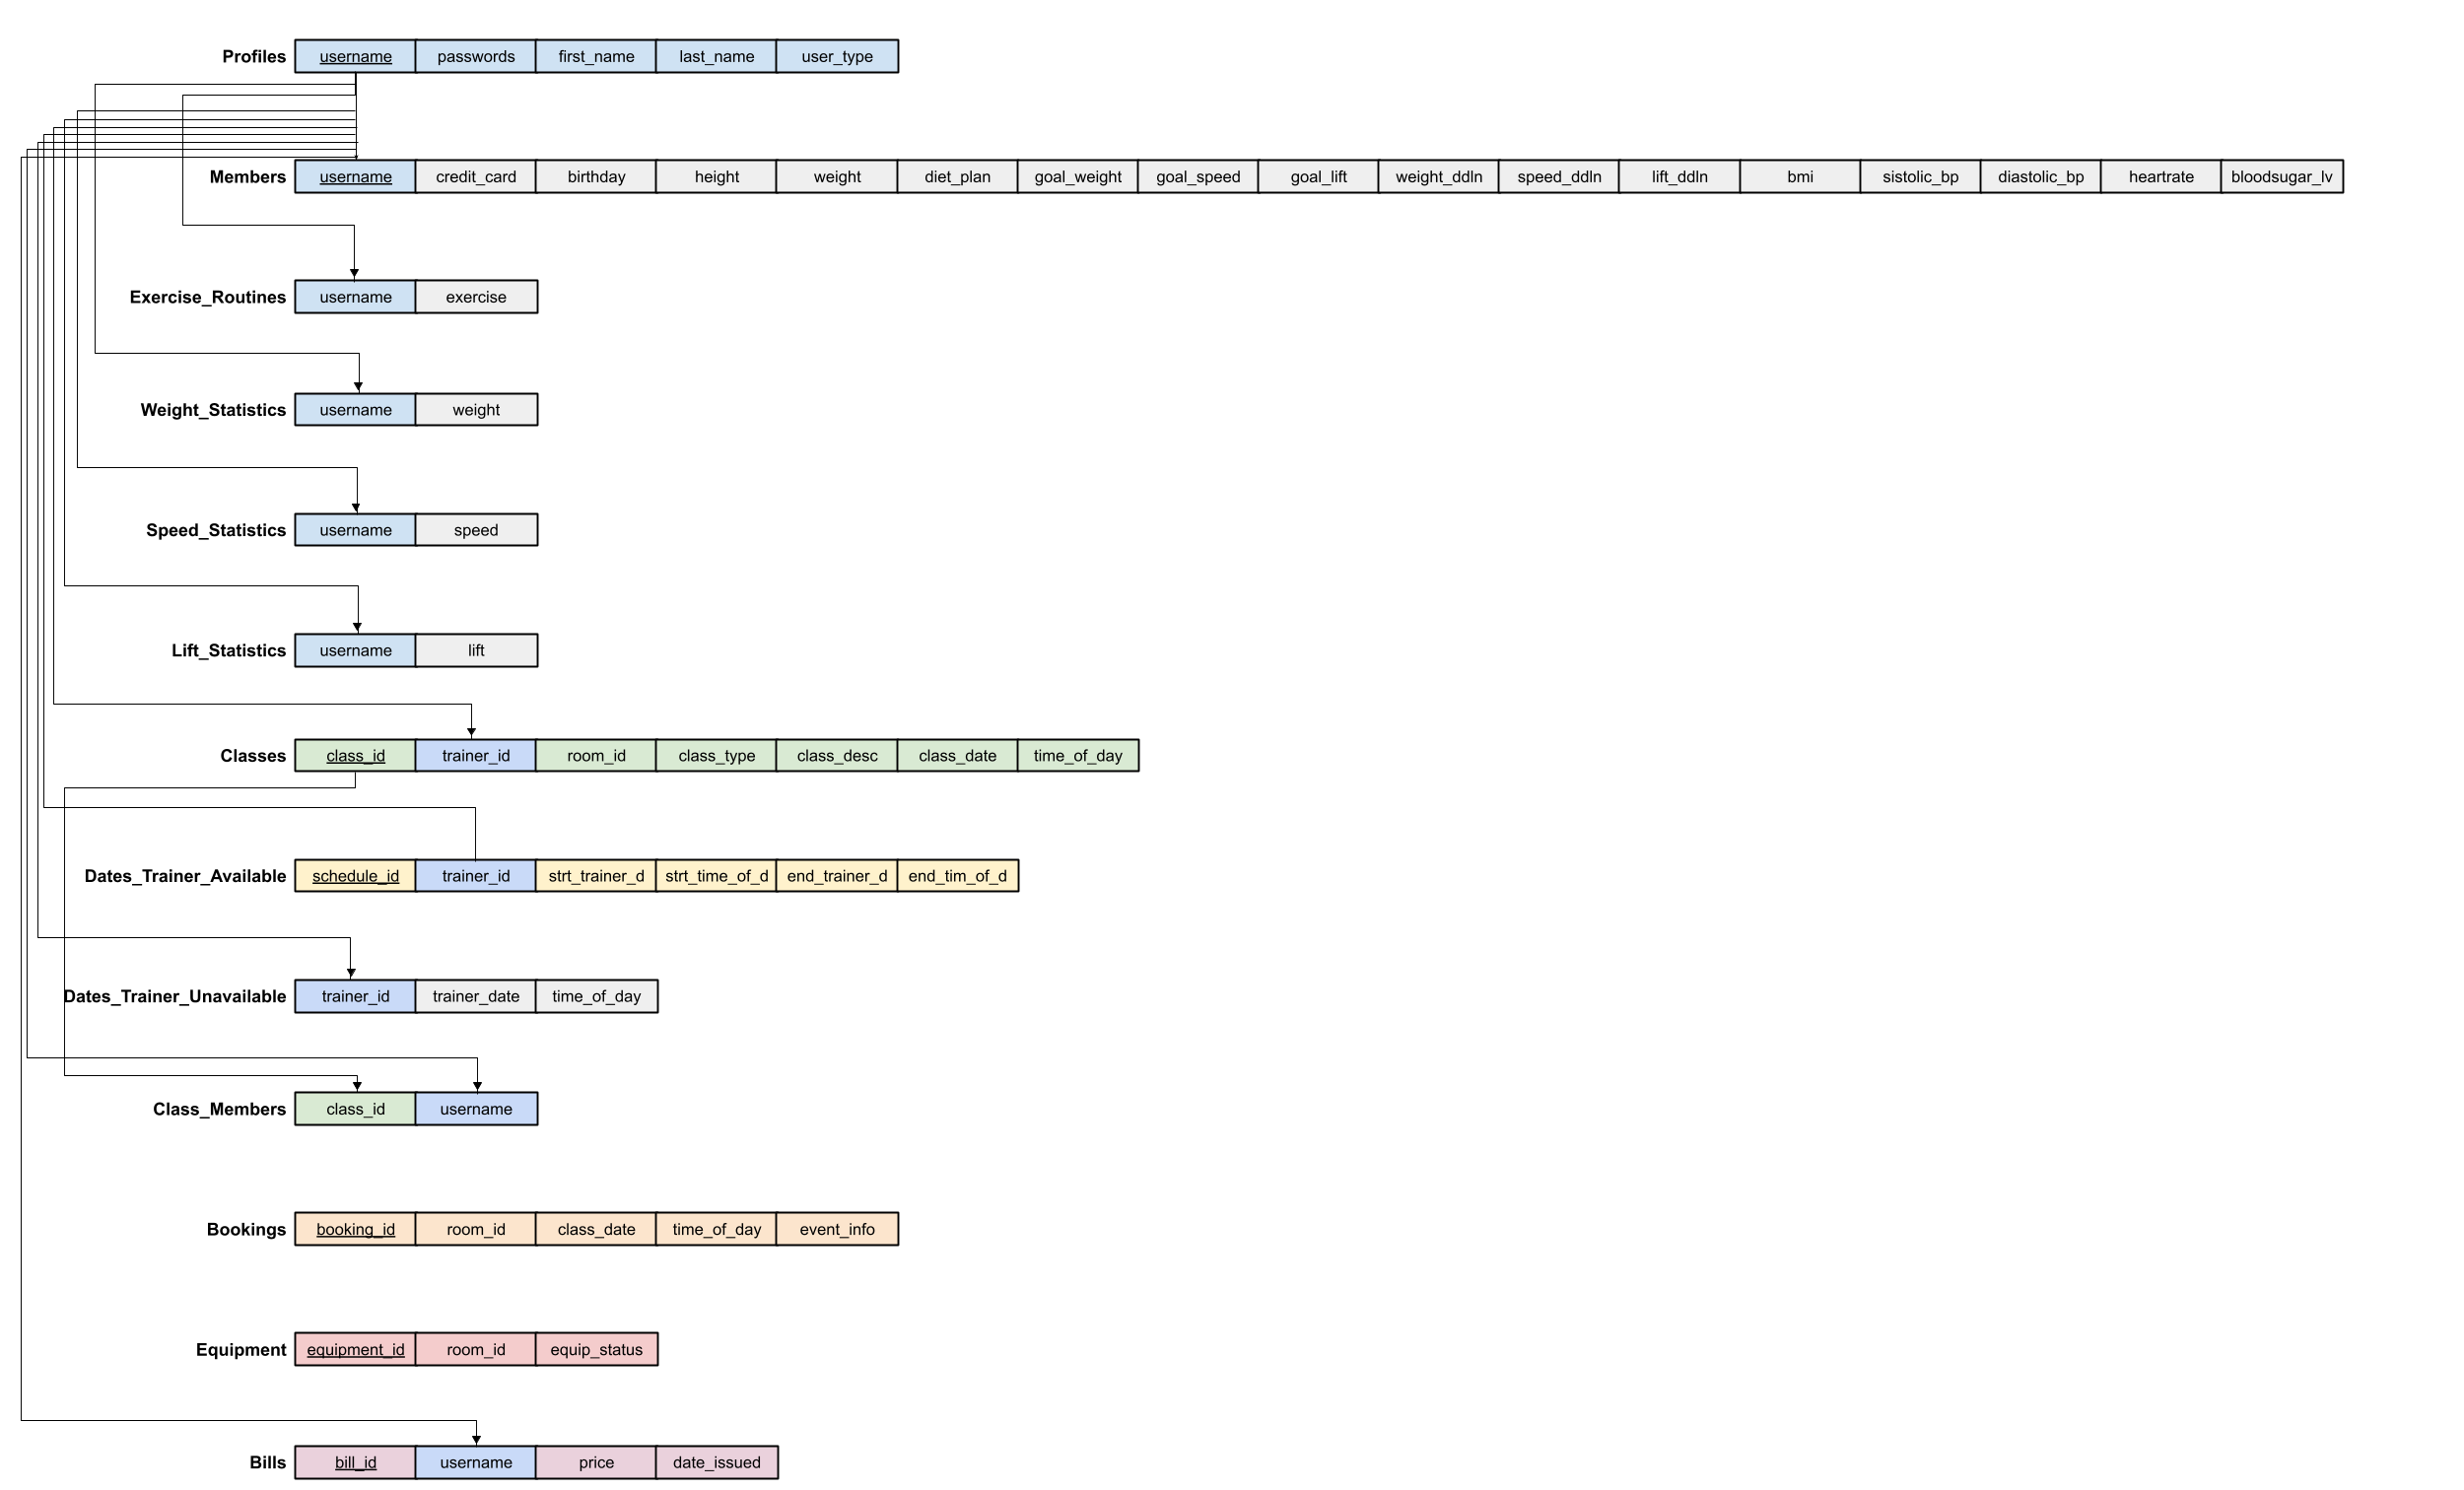 Profiles username passwords first_name last_name user_type
Members username credit_card birthday height weight diet_plan goal_weight goal_speed goal_lift weight_ddln speed_ddln lift_ddln bmi sistolic_bp diastolic_bp heartrate bloodsugar_lv
Exercise_Routines username exercise
Weight_Statistics username weight
Speed_Statistics username speed
Lift_Statistics username lift
Classes class_id trainer_id room_id class_type class_desc class_date time_of_day
Dates_Trainer_Available schedule_id trainer_id strt_trainer_d strt_time_of_d end_trainer_d end_tim_of_d
Dates_Trainer_Unavailable trainer_id trainer_date time_of_day
Class_Members class_id username
Bookings booking_id room_id class_date time_of_day event_info
Equipment equipment_id room_id equip_status
Bills bill_id username price date_issued